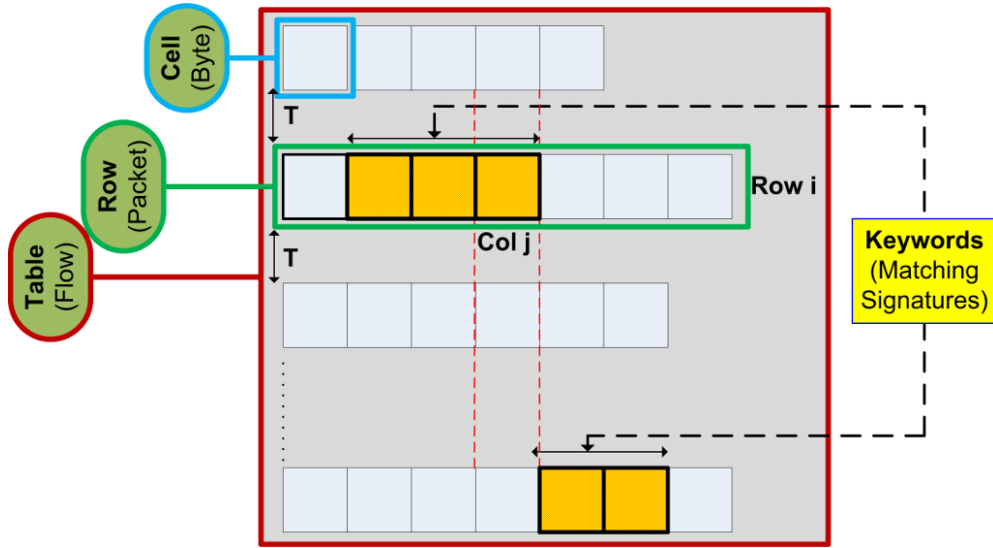 Cell
(Byte)
T
Row
(Packet)
Row i
Col j
T
Table
(Flow)
Keywords
(Matching
Signatures)